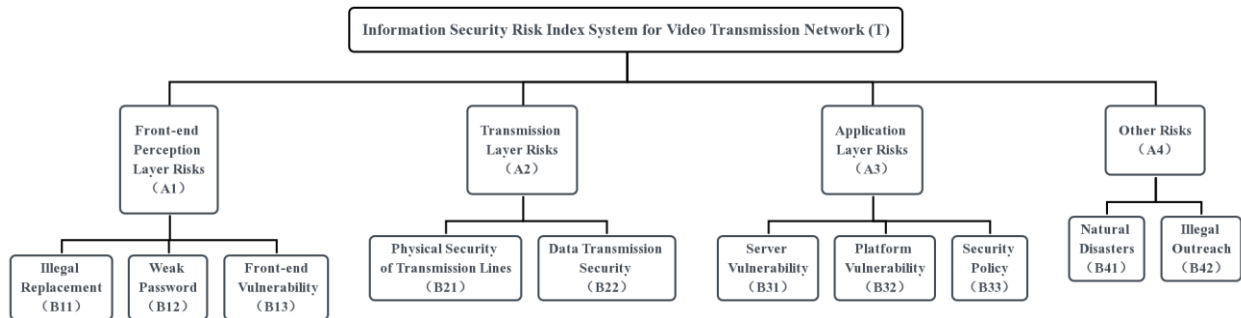 Information Security Risk Index System for Video Transmission Network (T)
Front-end
Perception
Layer Risks
（A1）
Transmission
Layer Risks
（A2）
Application
Layer Risks
（A3）
Other Risks
（A4）
Illegal
Replacement
（B11）
Weak
Password
（B12）
Front-end
Vulnerability
（B13）
Physical Security
of Transmission Lines
（B21）
Data Transmission
Security
（B22）
Server
Vulnerability
（B31）
Platform
Vulnerability
（B32）
Security
Policy
（B33）
Natural
Disasters
（B41）
Illegal
Outreach
（B42）